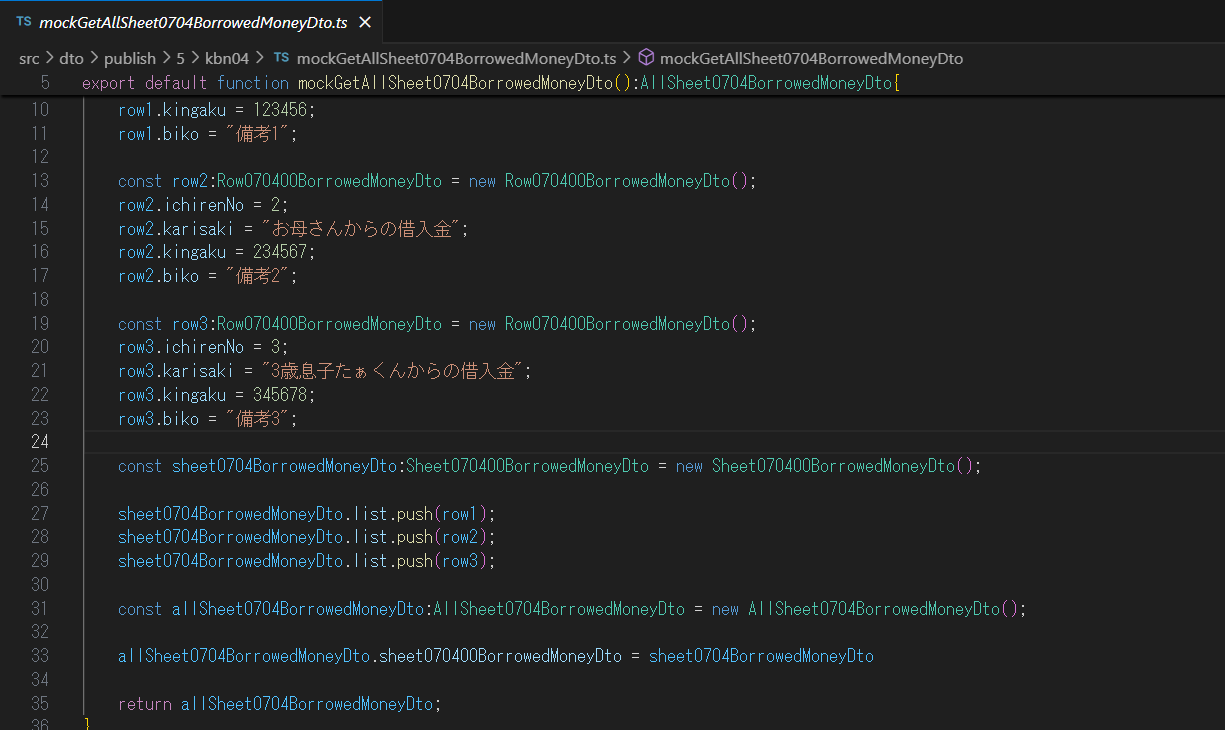 TS mockGetAllSheet0704BorrowedMoneyDto.ts ×
src > dto > publish > 5 > kbn04 > TS mockGetAllSheet0704BorrowedMoneyDto.ts > mockGetAllSheet0704BorrowedMoneyDto
5 export default function mockGetAllSheet0704BorrowedMoneyDto():AllSheet0704BorrowedMoneyDto{
10 row1.kingaku = 123456;
11 row1.biko = "備考1";
12
13 const row2:Row070400BorrowedMoneyDto = new Row070400BorrowedMoneyDto();
14 row2.ichirenNo = 2;
15 row2.karisaki = "お母さんからの借入金";
16 row2.kingaku = 234567;
17 row2.biko = "備考2";
18
19 const row3:Row070400BorrowedMoneyDto = new Row070400BorrowedMoneyDto();
20 row3.ichirenNo = 3;
21 row3.karisaki = "3歳息子たぁくんからの借入金";
22 row3.kingaku = 345678;
23 row3.biko = "備考3";
24
25 const sheet0704BorrowedMoneyDto:Sheet070400BorrowedMoneyDto = new Sheet070400BorrowedMoneyDto();
26
27 sheet0704BorrowedMoneyDto.list.push(row1);
28 sheet0704BorrowedMoneyDto.list.push(row2);
29 sheet0704BorrowedMoneyDto.list.push(row3);
30
31 const allSheet0704BorrowedMoneyDto:AllSheet0704BorrowedMoneyDto = new AllSheet0704BorrowedMoneyDto();
32
33 allSheet0704BorrowedMoneyDto.sheet070400BorrowedMoneyDto = sheet0704BorrowedMoneyDto
34
35 return allSheet0704BorrowedMoneyDto;
36 }